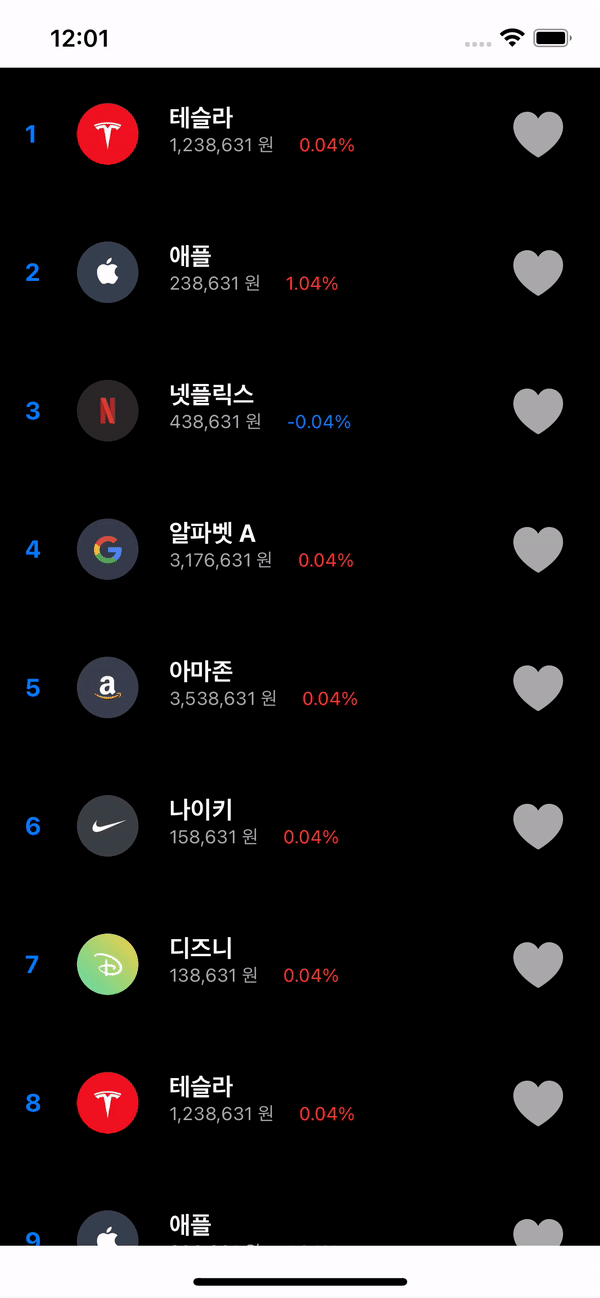 12:01
1
테슬라
1,238,631 원 0.04%
2
애플
238,631 원 1.04%
3
넷플릭스
438,631 원 -0.04%
4
알파벳 A
3,176,631 원 0.04%
5
a
아마존
3,538,631 원 0.04%
6
나이키
158,631 원 0.04%
7
디즈니
138,631 원 0.04%
8
테슬라
1,238,631 원 0.04%
9
애플